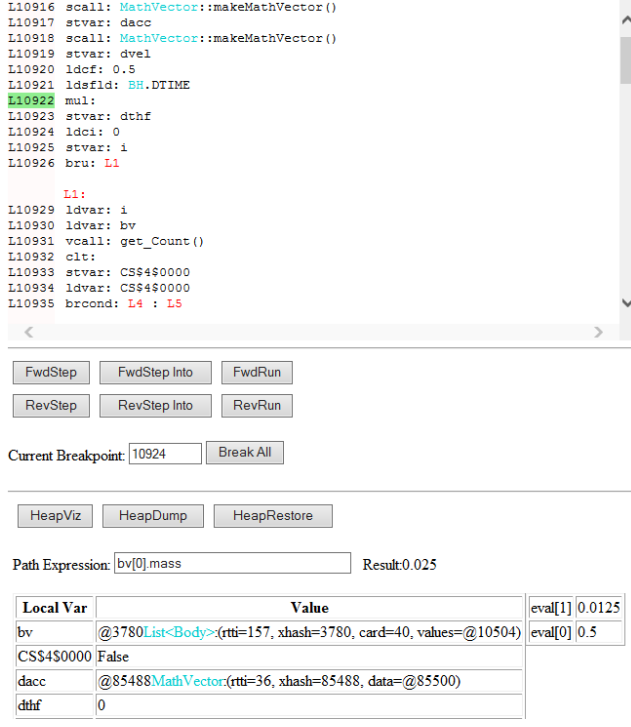 L10916 scall: MathVector::makeMathVector()
L10917 stvar: dacc
L10918 scall: MathVector::makeMathVector()
L10919 stvar: dvel
L10920 ldcf: 0.5
L10921 ldsfld: BH.DTIME
L10922 mul:
L10923 stvar: dthf
L10924 ldci: 0
L10925 stvar: i
L10926 bru: L1
L1:
L10929 ldvar: i
L10930 ldvar: bv
L10931 vcall: get_Count()
L10932 clt:
L10933 stvar: CS$4$0000
L10934 ldvar: CS$4$0000
L10935 brcond: L4 : L5
FwdStep FwdStep Into FwdRun
RevStep RevStep Into RevRun
Current Breakpoint: 10924 Break All
HeapViz HeapDump HeapRestore
Path Expression: bv[0].mass Result:0.025
Local Var Value eval[1] 0.0125
bv @3780List<Body>:(rtti=157, xhash=3780, card=40, values=@10504) eval[0] 0.5
CS$4$0000 False
dacc @85488MathVector:(rtti=36, xhash=85488, data=@85500)
dthf 0